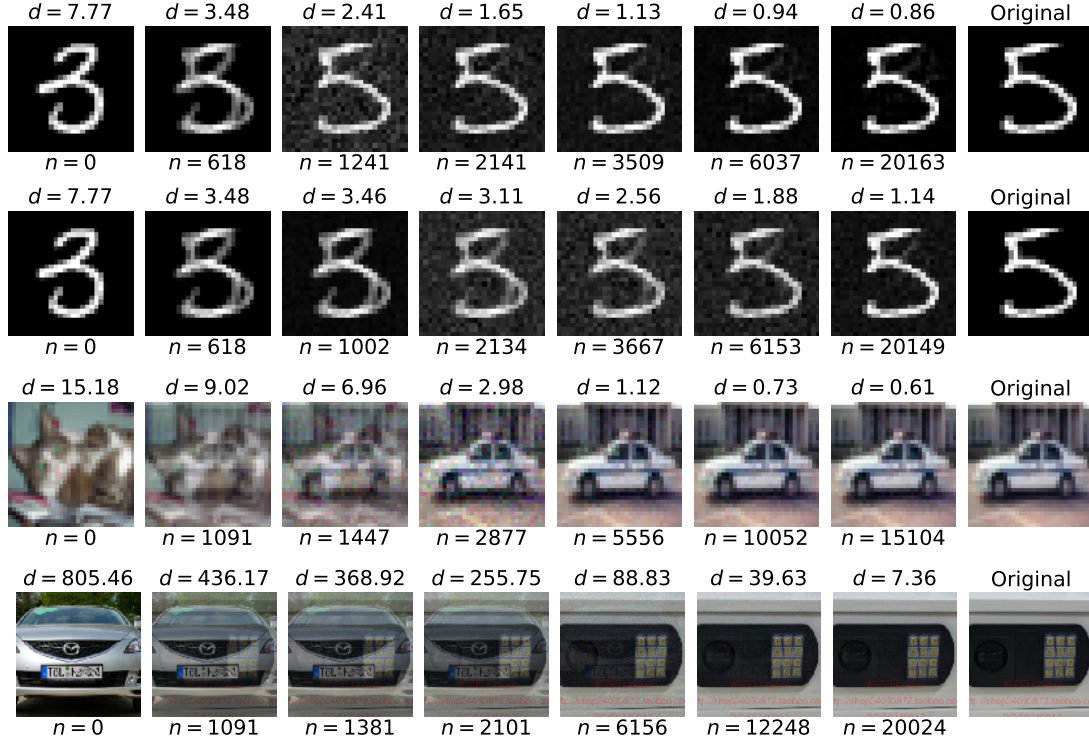 d = 7.77 d = 3.48 d = 2.41 d = 1.65 d = 1.13 d = 0.94 d = 0.86 Original
n = 0 n = 618 n = 1241 n = 2141 n = 3509 n = 6037 n = 20163
d = 7.77 d = 3.48 d = 3.46 d = 3.11 d = 2.56 d = 1.88 d = 1.14 Original
n = 0 n = 618 n = 1002 n = 2134 n = 3667 n = 6153 n = 20149
d = 15.18 d = 9.02 d = 6.96 d = 2.98 d = 1.12 d = 0.73 d = 0.61 Original
n = 0 n = 1091 n = 1447 n = 2877 n = 5556 n = 10052 n = 15104
d = 805.46 d = 436.17 d = 368.92 d = 255.75 d = 88.83 d = 39.63 d = 7.36 Original
n = 0 n = 1091 n = 1381 n = 2101 n = 6156 n = 12248 n = 20024